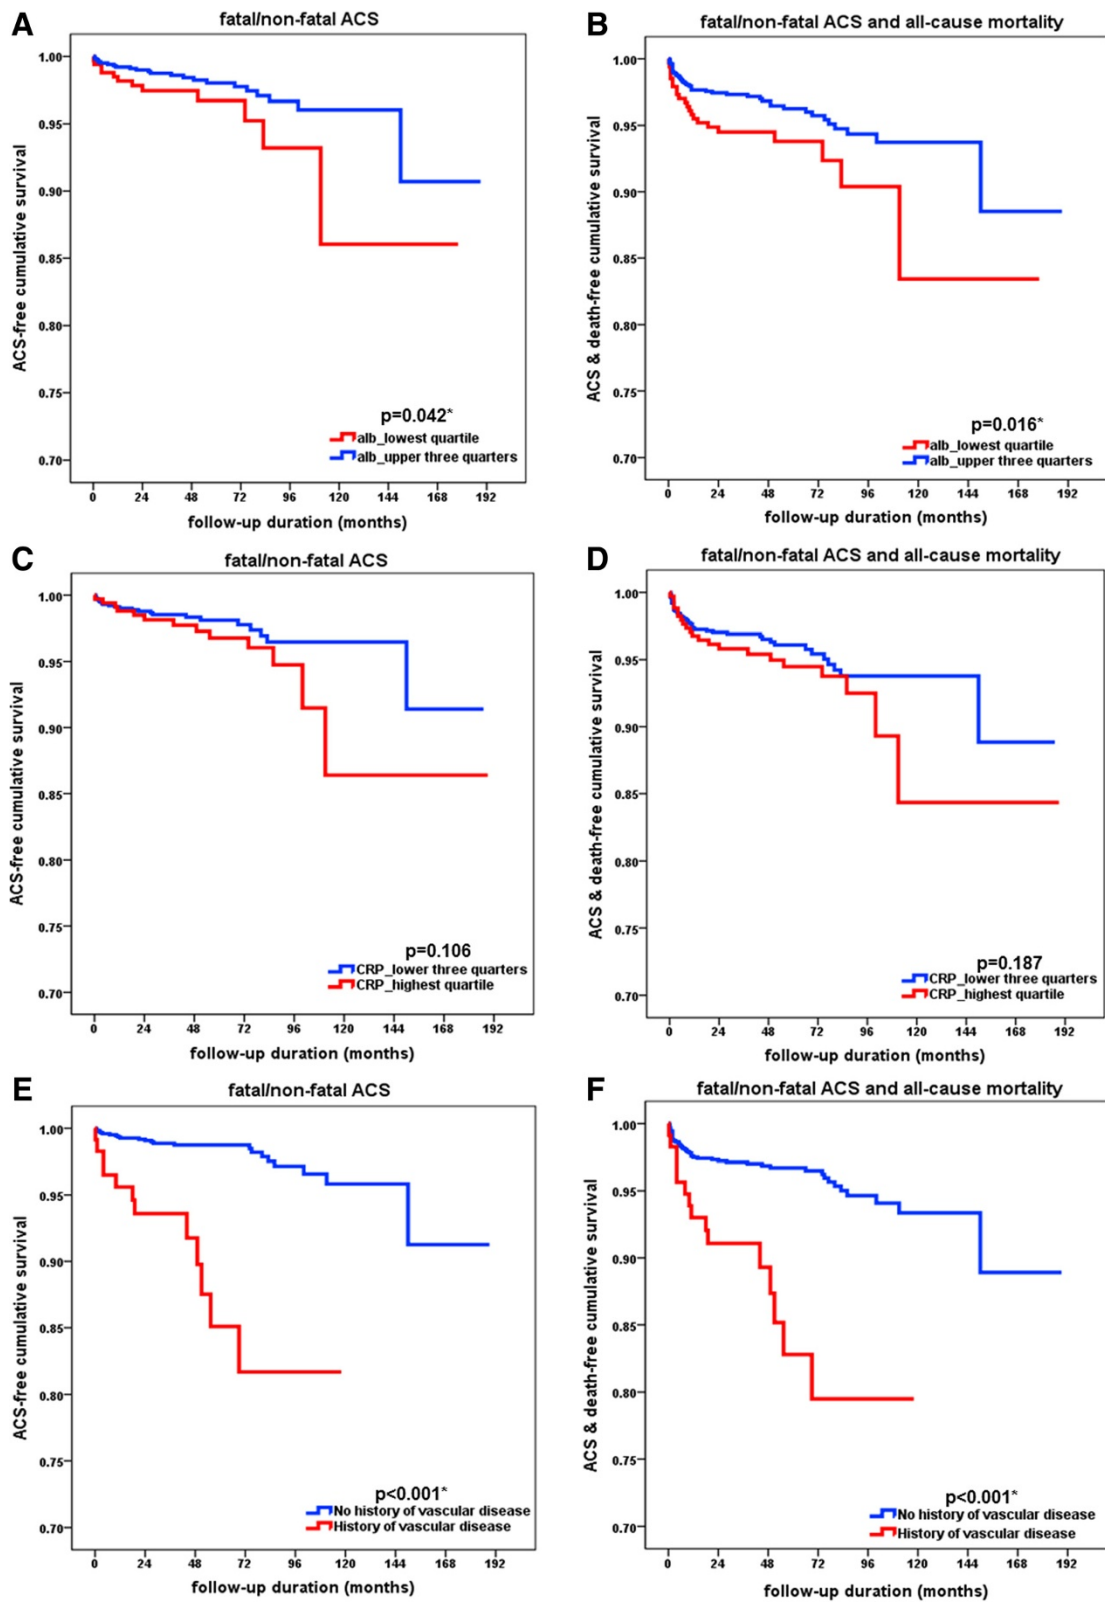 A
fatal/non-fatal ACS
ACS-free cumulative survival
1.00
0.95
0.90
0.85
0.80
0.75
0.70
p=0.042*
alb_lowest quartile
alb_upper three quarters
0 24 48 72 96 120 144 168 192
follow-up duration (months)
B
fatal/non-fatal ACS and all-cause mortality
ACS & death-free cumulative survival
1.00
0.95
0.90
0.85
0.80
0.75
0.70
p=0.016*
alb_lowest quartile
alb_upper three quarters
0 24 48 72 96 120 144 168 192
follow-up duration (months)
C
fatal/non-fatal ACS
ACS-free cumulative survival
1.00
0.95
0.90
0.85
0.80
0.75
0.70
p=0.106
CRP_lower three quarters
CRP_highest quartile
0 24 48 72 96 120 144 168 192
follow-up duration (months)
D
fatal/non-fatal ACS and all-cause mortality
ACS & death-free cumulative survival
1.00
0.95
0.90
0.85
0.80
0.75
0.70
p=0.187
CRP_lower three quarters
CRP_highest quartile
0 24 48 72 96 120 144 168 192
follow-up duration (months)
E
fatal/non-fatal ACS
ACS-free cumulative survival
1.00
0.95
0.90
0.85
0.80
0.75
0.70
p<0.001*
No history of vascular disease
History of vascular disease
0 24 48 72 96 120 144 168 192
follow-up duration (months)
F
fatal/non-fatal ACS and all-cause mortality
ACS & death-free cumulative survival
1.00
0.95
0.90
0.85
0.80
0.75
0.70
p<0.001*
No history of vascular disease
History of vascular disease
0 24 48 72 96 120 144 168 192
follow-up duration (months)